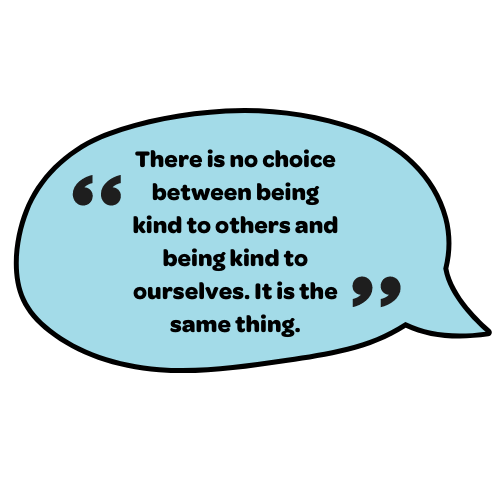 There is no choice
“ between being
kind to others and
being kind to
ourselves. It is the ”
same thing.